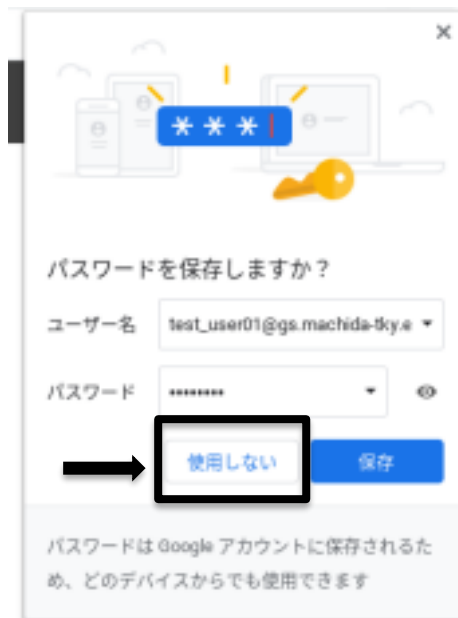 ×
***
パスワードを保存しますか?
ユーザー名 test_user01@gs.machida-tky.e
パスワード ••••••••
使用しない 保存
パスワードは Google アカウントに保存されるた
め、どのデバイスからでも使用できます